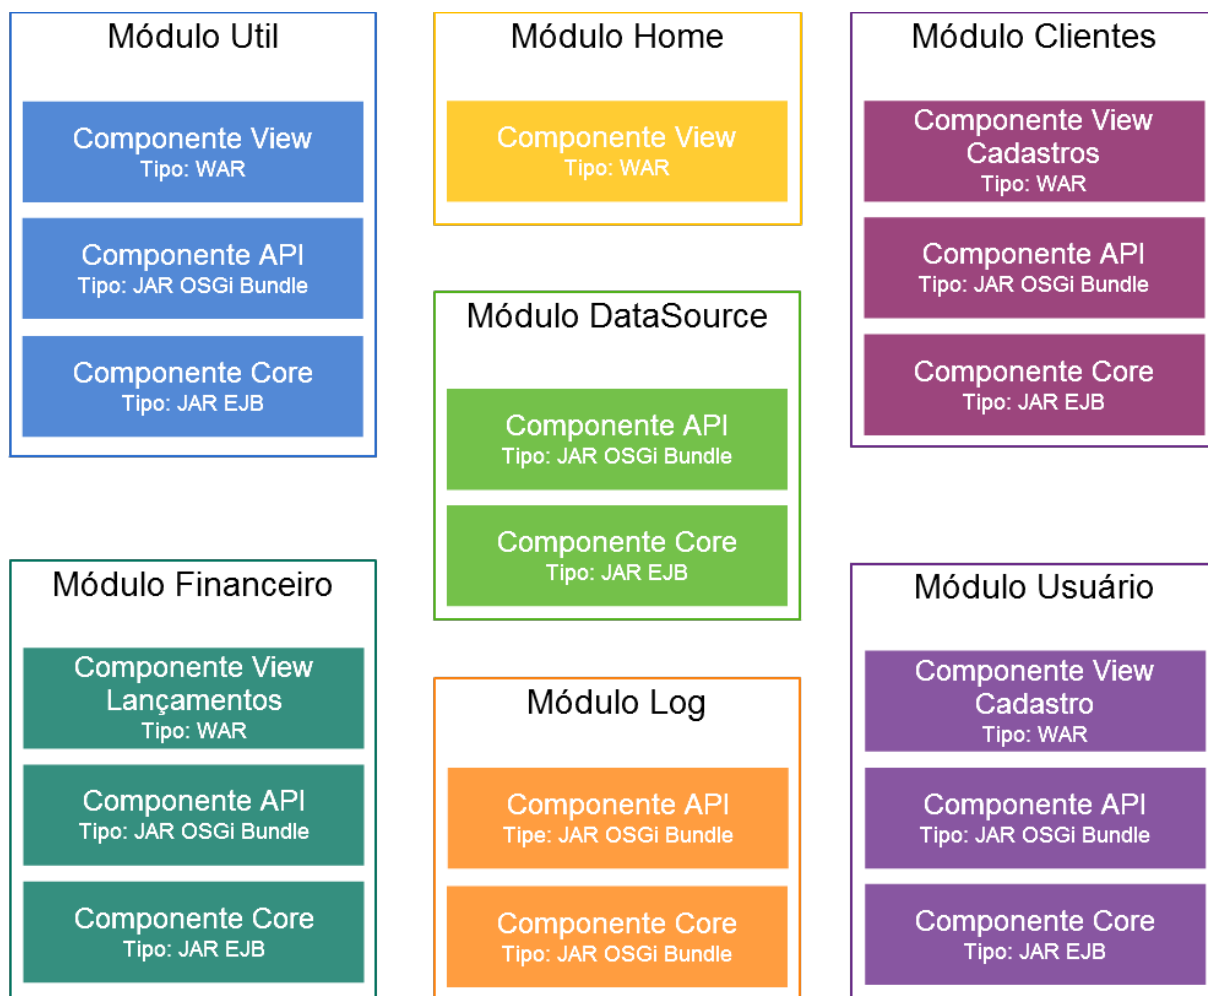 Módulo Util
Componente View
Tipo: WAR
Componente API
Tipo: JAR OSGi Bundle
Componente Core
Tipo: JAR EJB
Módulo Home
Componente View
Tipo: WAR
Módulo Clientes
Componente View
Cadastros
Tipo: WAR
Componente API
Tipo: JAR OSGi Bundle
Componente Core
Tipo: JAR EJB
Módulo DataSource
Componente API
Tipo: JAR OSGi Bundle
Componente Core
Tipo: JAR EJB
Módulo Financeiro
Componente View
Lançamentos
Tipo: WAR
Componente API
Tipo: JAR OSGi Bundle
Componente Core
Tipo: JAR EJB
Módulo Log
Componente API
Tipe: JAR OSGi Bundle
Componente Core
Tipo: JAR OSGi Bundle
Módulo Usuário
Componente View
Cadastro
Tipo: WAR
Componente API
Tipo: JAR OSGi Bundle
Componente Core
Tipo: JAR EJB